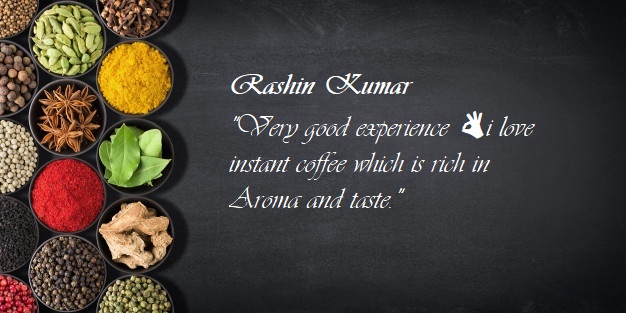 Rashin Kumar
"Very good experience 👌i love
instant coffee which is rich in
Aroma and taste."